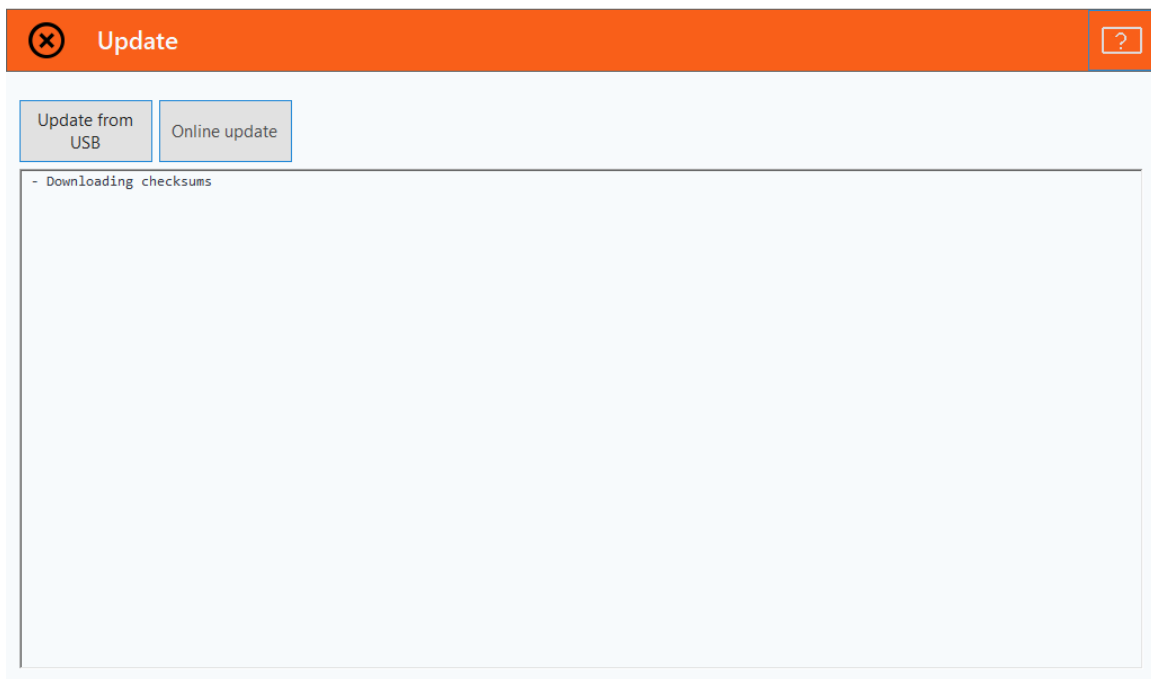 Update
?
Update from
USB
Online update
- Downloading checksums